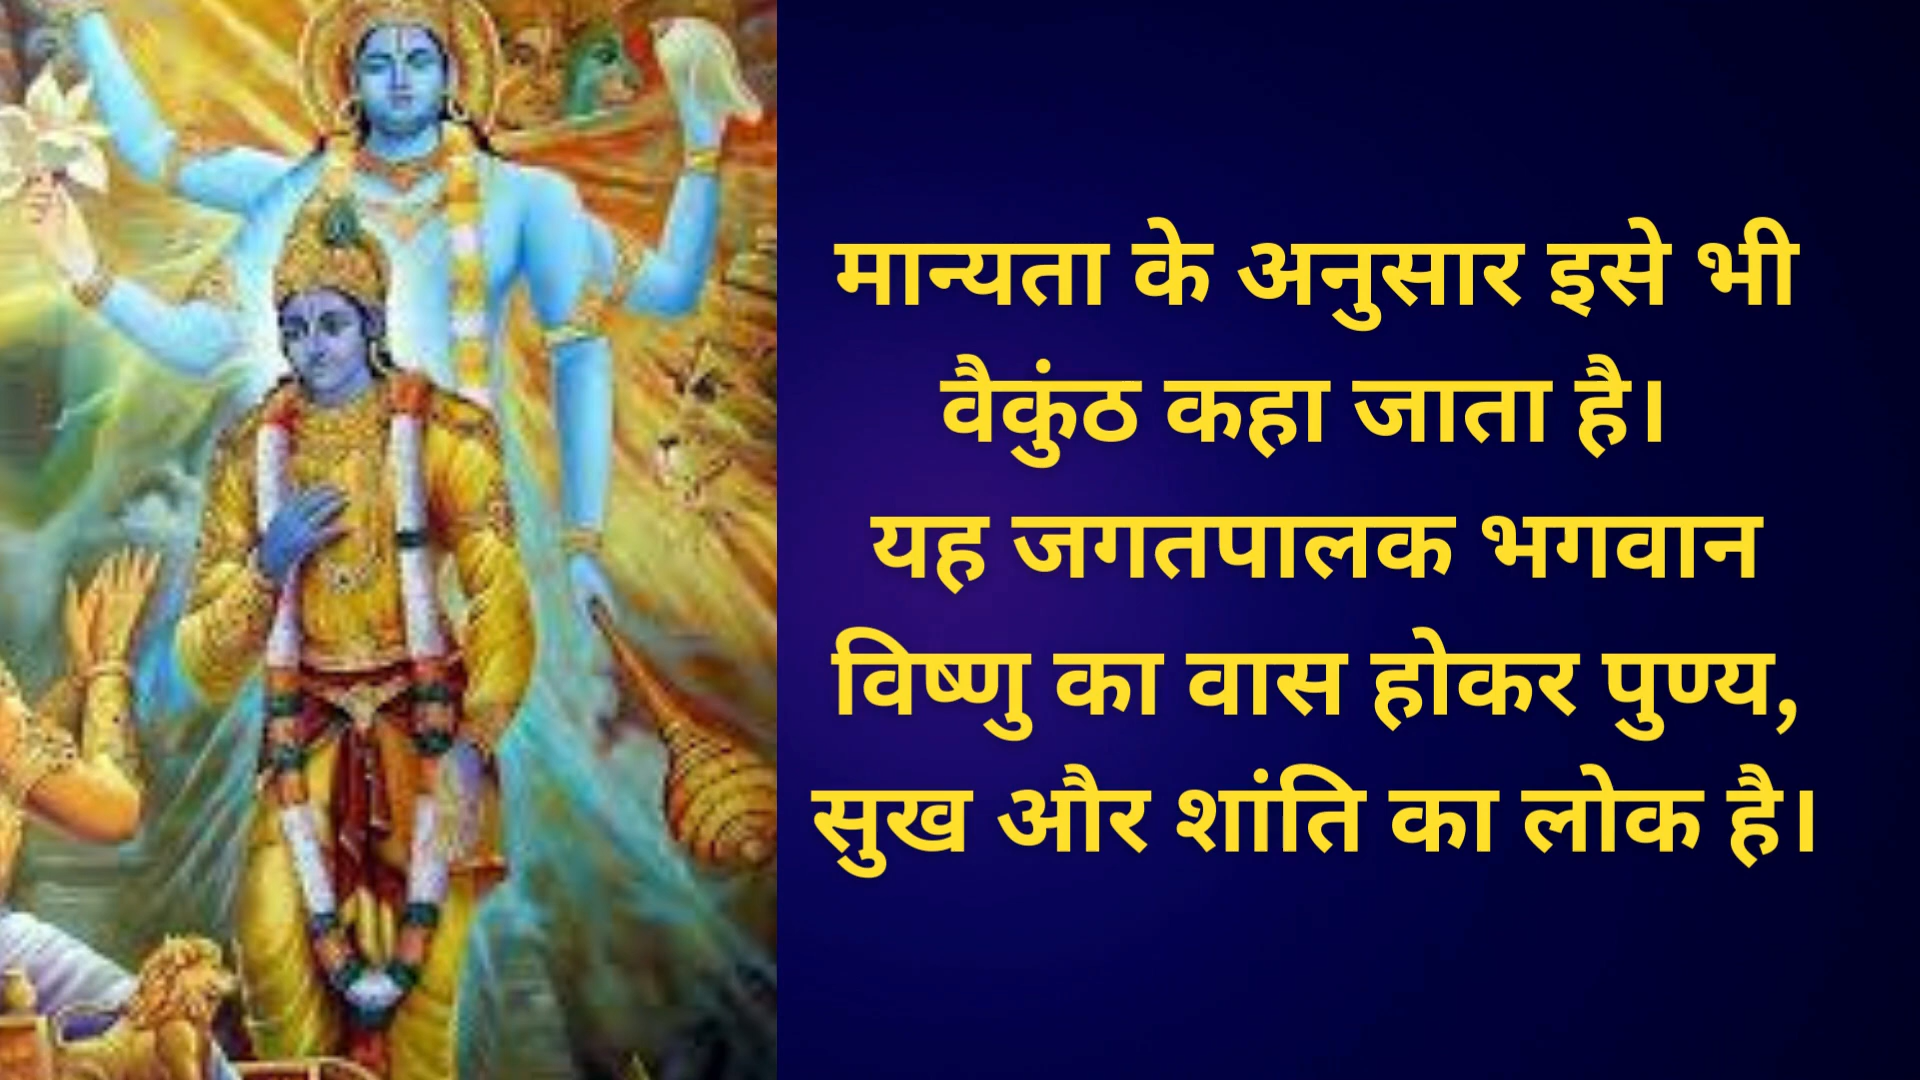 मान्यता के अनुसार इसे भी
वैकुंठ कहा जाता है।
यह जगतपालक भगवान
विष्णु का वास होकर पुण्य,
सुख और शांति का लोक है।